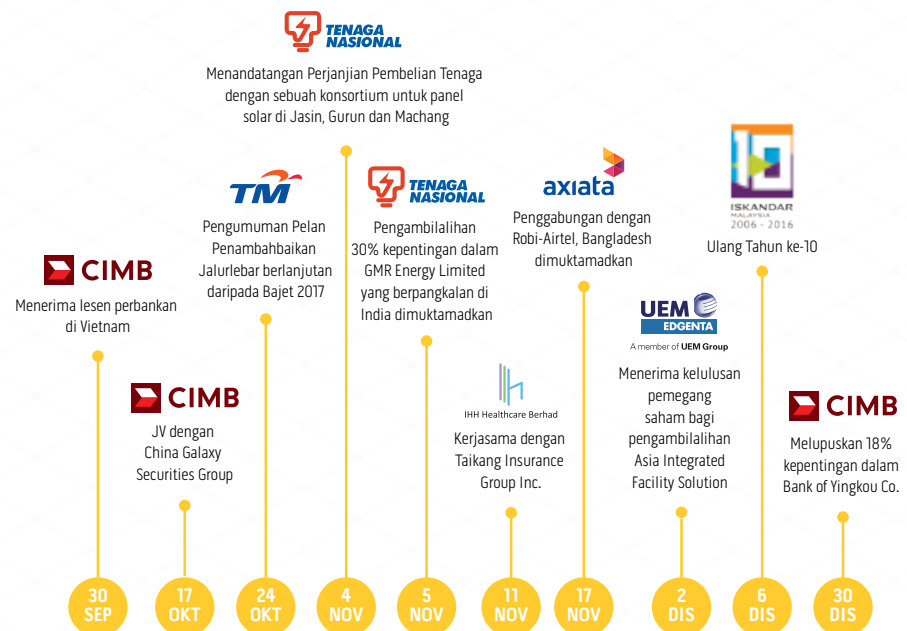 TENAGA
NASIONAL
Menandatangan Perjanjian Pembelian Tenaga
dengan sebuah konsortium untuk panel
solar di Jasin, Gurun dan Machang
TM
Pengumuman Pelan
Penambahbaikan
Jalurlebar berlanjutan
daripada Bajet 2017
TENAGA
NASIONAL
Pengambilalihan
30% kepentingan dalam
GMR Energy Limited
yang berpangkalan di
India dimuktamadkan
axiata
Penggabungan dengan
Robi-Airtel, Bangladesh
dimuktamadkan
10
ISKANDAR
MALAYSIA
2006 - 2016
Ulang Tahun ke-10
CIMB
Menerima lesen perbankan
di Vietnam
CIMB
JV dengan
China Galaxy
Securities Group
IHH Healthcare Berhad
Kerjasama dengan
Taikang Insurance
Group Inc.
UEM
EDGENTA
A member of UEM Group
Menerima kelulusan
pemegang
saham bagi
pengambilalihan
Asia Integrated
Facility Solution
CIMB
Melupuskan 18%
kepentingan dalam
Bank of Yingkou Co.
30
SEP
17
OKT
24
OKT
4
NOV
5
NOV
11
NOV
17
NOV
2
DIS
6
DIS
30
DIS